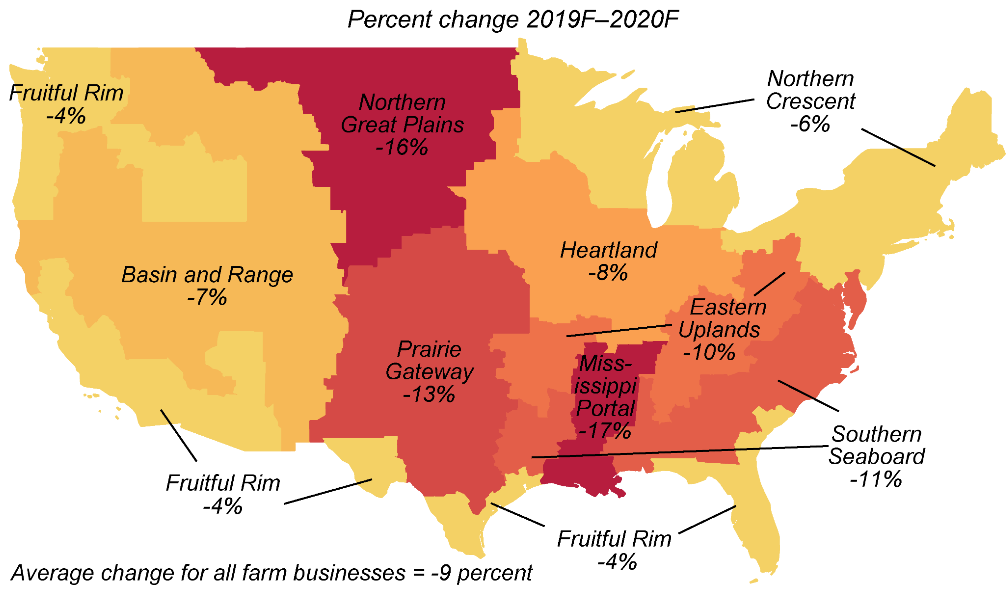 Percent change 2019F–2020F
Fruitful Rim
-4%
Northern
Great Plains
-16%
Northern
Crescent
-6%
Basin and Range
-7%
Heartland
-8%
Eastern
Uplands
-10%
Prairie
Gateway
-13%
Miss-
issippi
Portal
-17%
Southern
Seaboard
-11%
Fruitful Rim
-4%
Fruitful Rim
-4%
Average change for all farm businesses = -9 percent